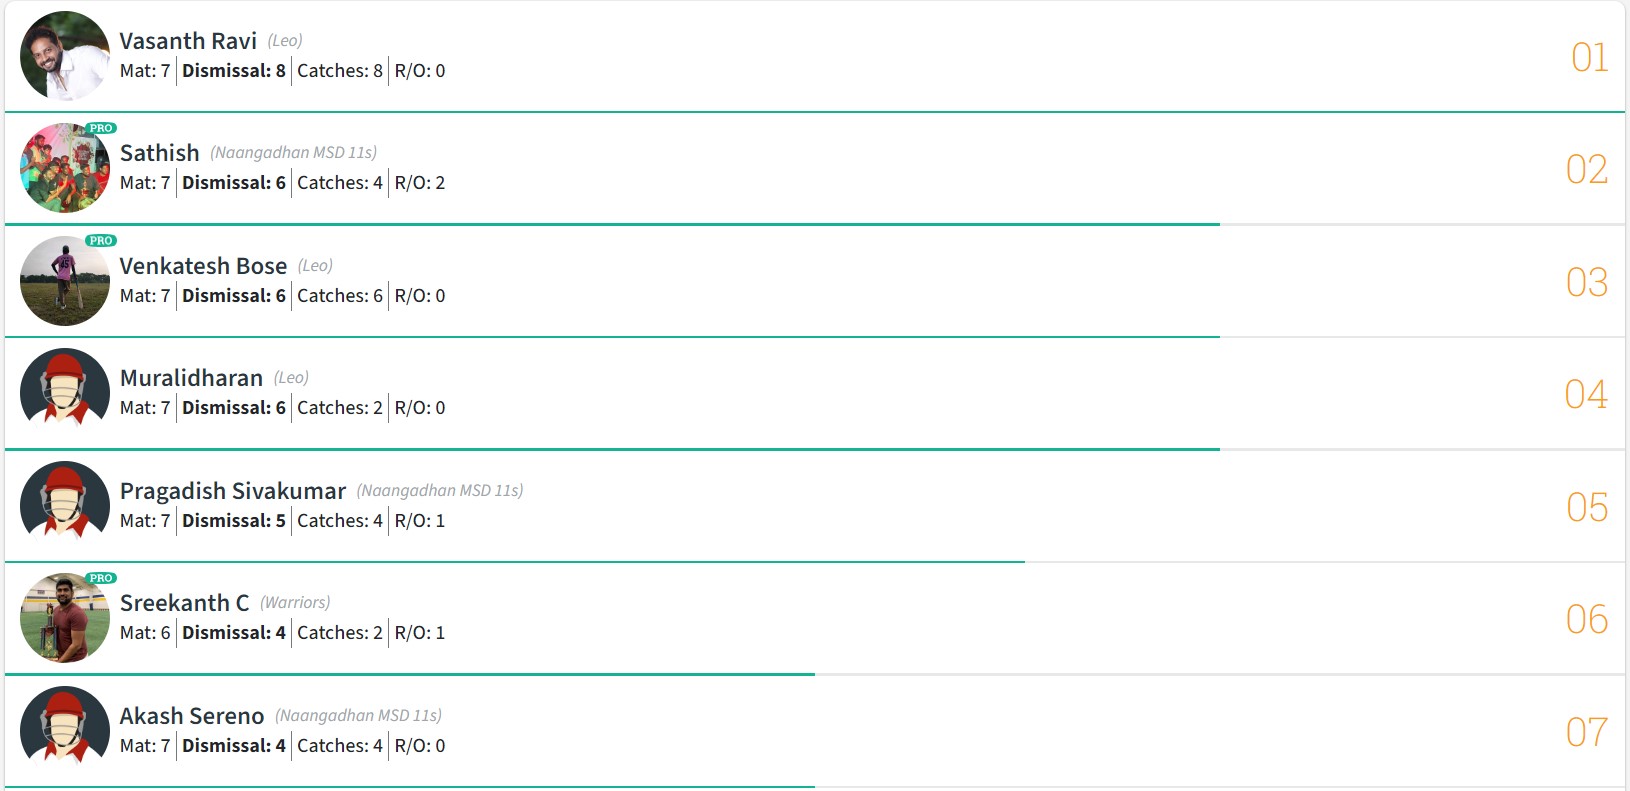 Vasanth Ravi (Leo)
Mat: 7 Dismissal: 8 Catches: 8 R/O: 0
01
PRO
Sathish (Naangadhan MSD 11s)
Mat: 7 Dismissal: 6 Catches: 4 R/O: 2
02
PRO
Venkatesh Bose (Leo)
Mat: 7 Dismissal: 6 Catches: 6 R/O: 0
03
Muralidharan (Leo)
Mat: 7 Dismissal: 6 Catches: 2 R/O: 0
04
Pragadish Sivakumar (Naangadhan MSD 11s)
Mat: 7 Dismissal: 5 Catches: 4 R/O: 1
05
PRO
Sreekanth C (Warriors)
Mat: 6 Dismissal: 4 Catches: 2 R/O: 1
06
Akash Sereno (Naangadhan MSD 11s)
Mat: 7 Dismissal: 4 Catches: 4 R/O: 0
07